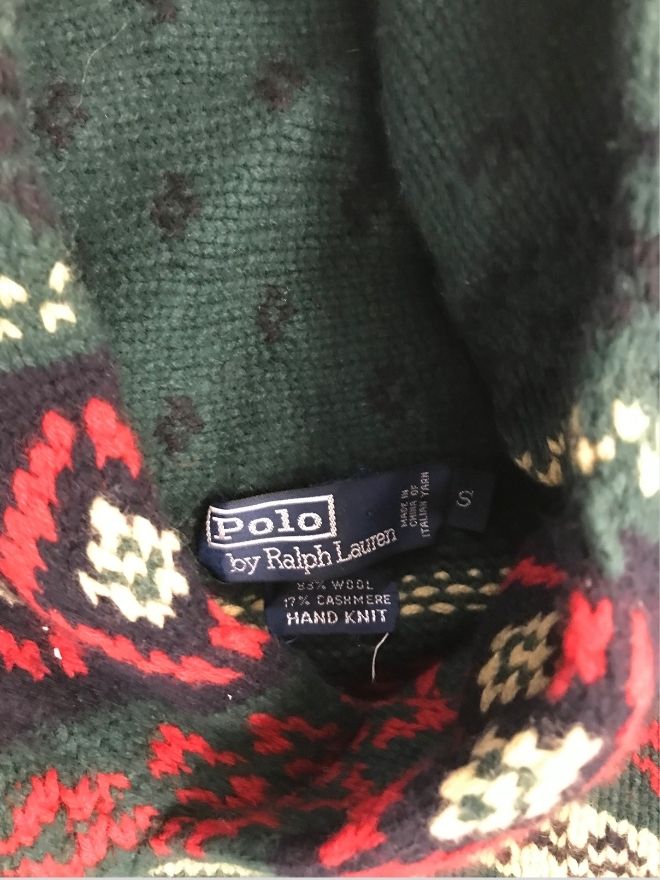 Polo
by Ralph Lauren
MADE IN
CHINA OF
ITALIAN YARN
S
83% WOOL
17% CASHMERE
HAND KNIT